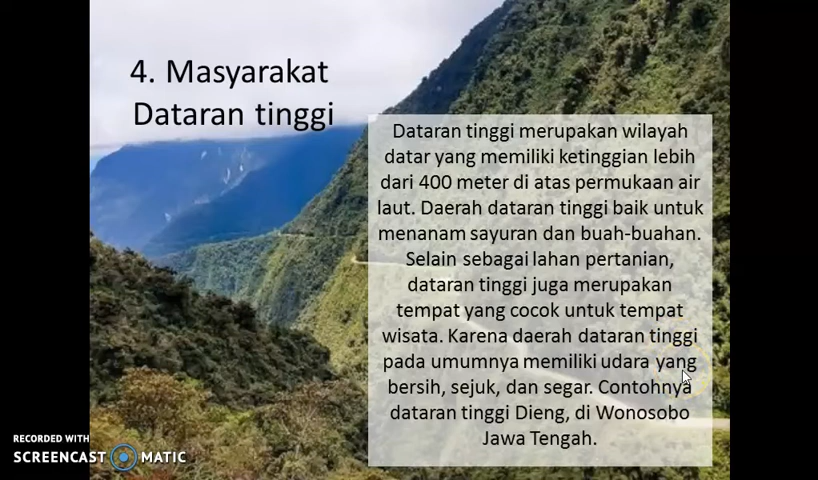 4. Masyarakat
Dataran tinggi
Dataran tinggi merupakan wilayah
datar yang memiliki ketinggian lebih
dari 400 meter di atas permukaan air
laut. Daerah dataran tinggi baik untuk
menanam sayuran dan buah-buahan.
Selain sebagai lahan pertanian,
dataran tinggi juga merupakan
tempat yang cocok untuk tempat
wisata. Karena daerah dataran tinggi
pada umumnya memiliki udara yang
bersih, sejuk, dan segar. Contohnya
dataran tinggi Dieng, di Wonosobo
Jawa Tengah.
RECORDED WITH
SCREENCAST MATIC